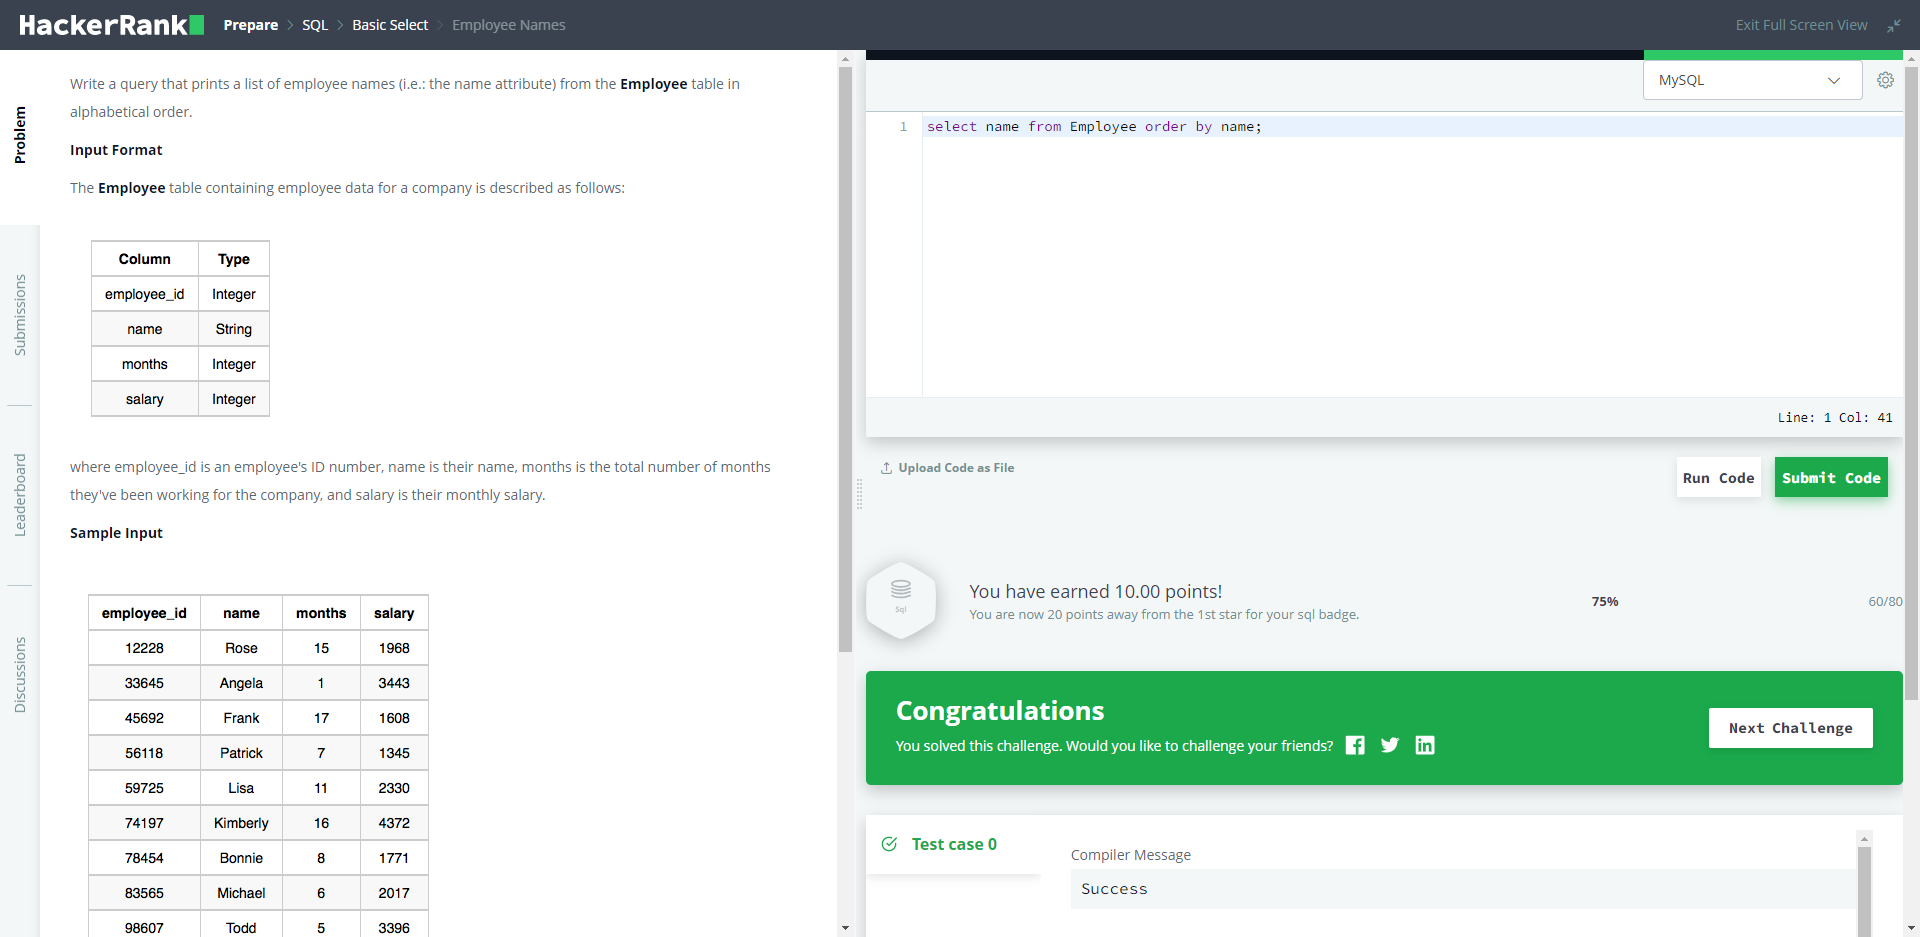 HackerRank Prepare > SQL > Basic Select > Employee Names
Exit Full Screen View
Problem
Submissions
Leaderboard
Discussions
Write a query that prints a list of employee names (i.e.: the name attribute) from the Employee table in
alphabetical order.
Input Format
The Employee table containing employee data for a company is described as follows:
Column Type
employee_id Integer
name String
months Integer
salary Integer
where employee_id is an employee's ID number, name is their name, months is the total number of months
they've been working for the company, and salary is their monthly salary.
Sample Input
employee_id name months salary
12228 Rose 15 1968
33645 Angela 1 3443
45692 Frank 17 1608
56118 Patrick 7 1345
59725 Lisa 11 2330
74197 Kimberly 16 4372
78454 Bonnie 8 1771
83565 Michael 6 2017
98607 Todd 5 3396
MySQL
1 select name from Employee order by name;
Line: 1 Col: 41
Upload Code as File
Run Code
Submit Code
Sql
You have earned 10.00 points!
You are now 20 points away from the 1st star for your sql badge.
75%
60/80
Congratulations
You solved this challenge. Would you like to challenge your friends?
Next Challenge
Test case 0
Compiler Message
Success